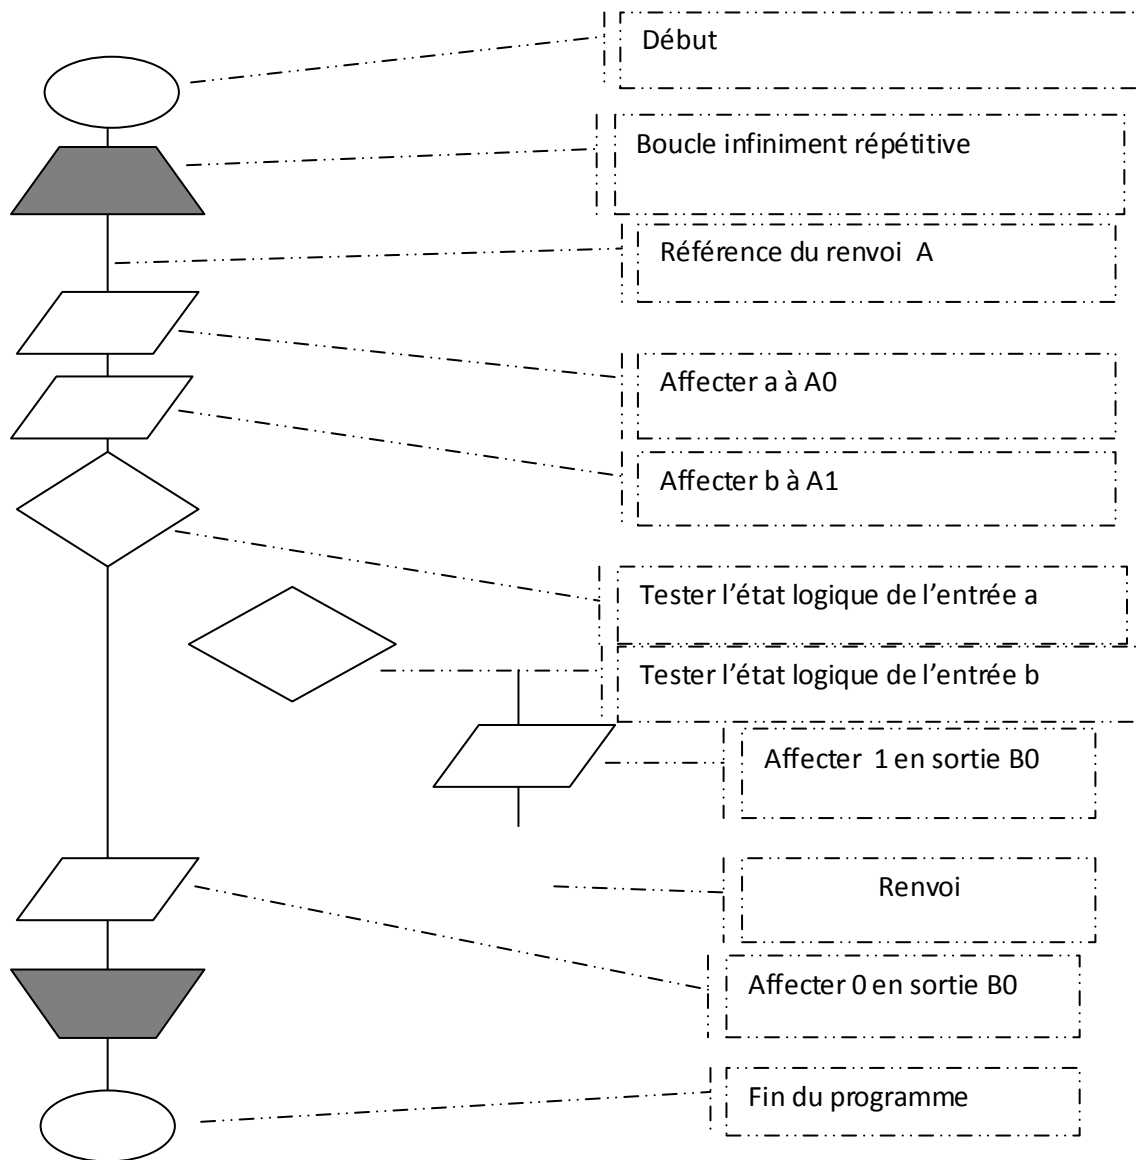 Début
Boucle infiniment répétitive
Référence du renvoi  A
Affecter a à A0
Affecter b à A1
Tester l’état logique de l’entrée a
Tester l’état logique de l’entrée b
Affecter  1 en sortie B0
Renvoi
Affecter 0 en sortie B0
Fin du programme